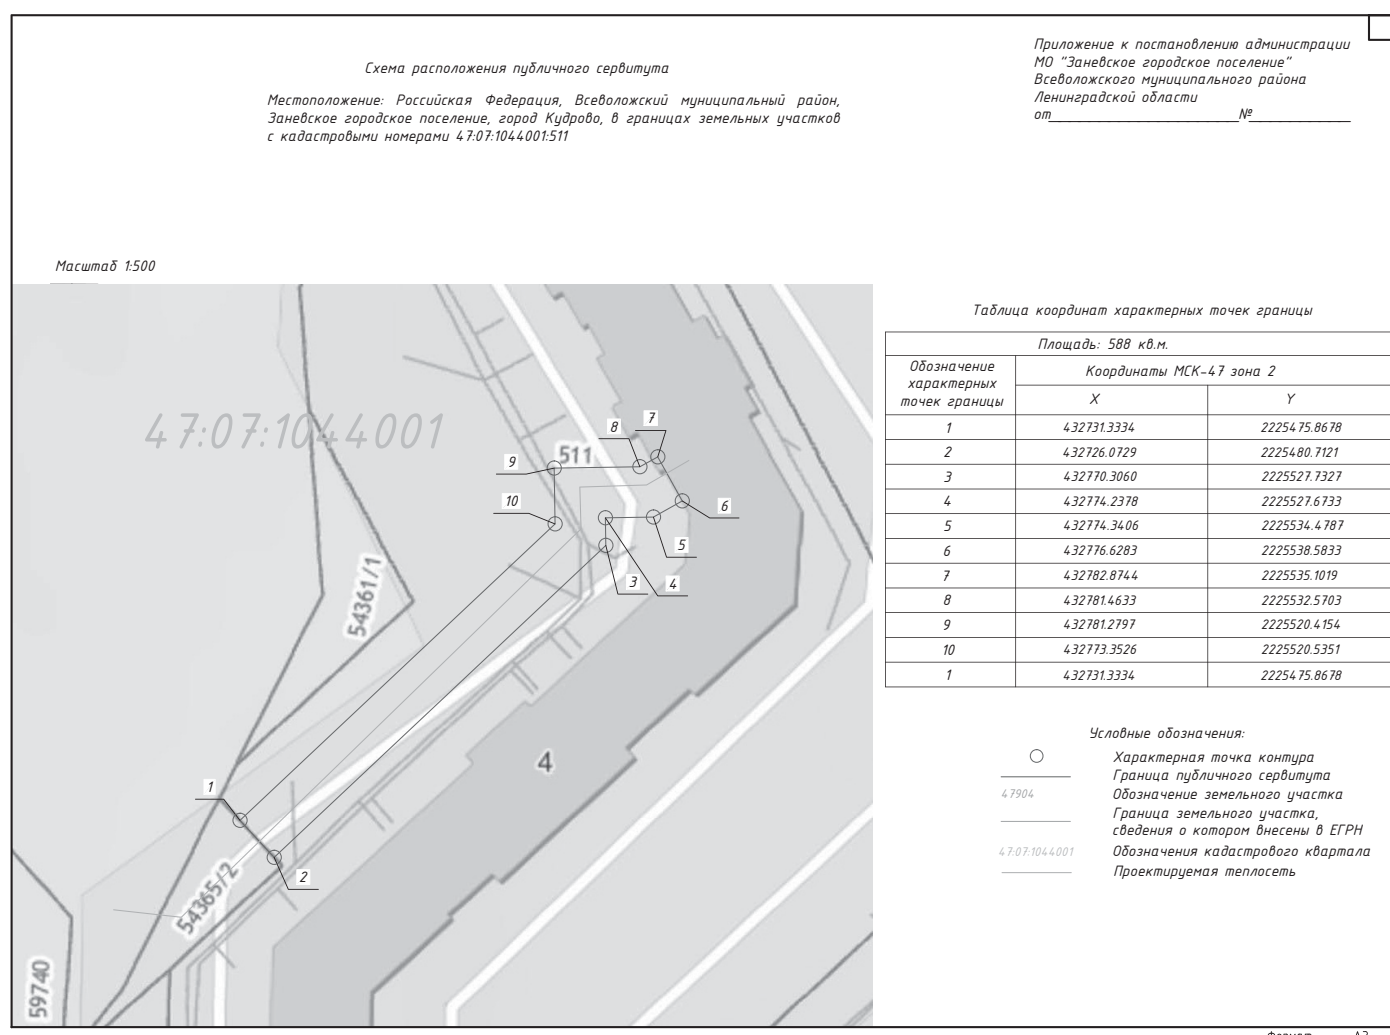 Приложение к постановлению администрации
МО "Заневское городское поселение"
Всеволожского муниципального района
Ленинградской области
от____________________№___________
Схема расположения публичного сервитута
Местоположение: Российская Федерация, Всеволожский муниципальный район,
Заневское городское поселение, город Кудрово, в границах земельных участков
с кадастровыми номерами 47:07:1044001:511
Масштаб 1:500
47:07:1044001
511
7
8
9
10
6
5
3
4
54361/1
4
1
2
54365/2
59740
Таблица координат характерных точек границы
Площадь: 588 кв.м.
Обозначение характерных точек границы
Координаты МСК-47 зона 2
X Y
1 432731.3334 2225475.8678
2 432726.0729 2225480.7121
3 432770.3060 2225527.7327
4 432774.2378 2225527.6733
5 432774.3406 2225534.4787
6 432776.6283 2225538.5833
7 432782.8744 2225535.1019
8 432781.4633 2225532.5703
9 432781.2797 2225520.4154
10 432773.3526 2225520.5351
1 432731.3334 2225475.8678
Условные обозначения:
Характерная точка контура
Граница публичного сервитута
47904 Обозначение земельного участка
Граница земельного участка,
сведения о котором внесены в ЕГРН
47:07:1044001 Обозначения кадастрового квартала
Проектируемая теплосеть